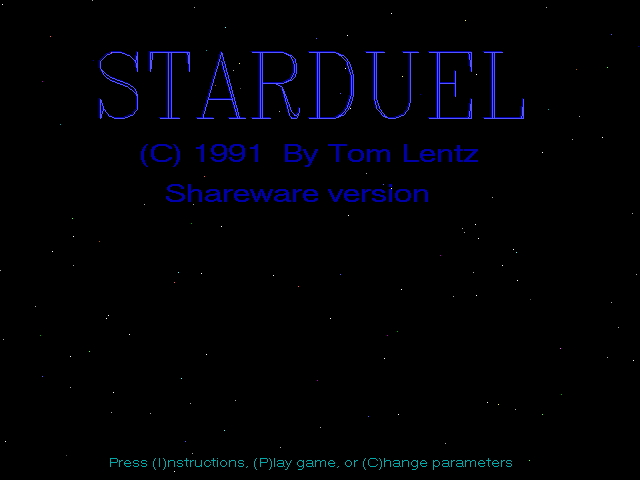 STARDUEL
(C) 1991  By Tom Lentz
Shareware version
Press (I)nstructions, (P)lay game, or (C)hange parameters